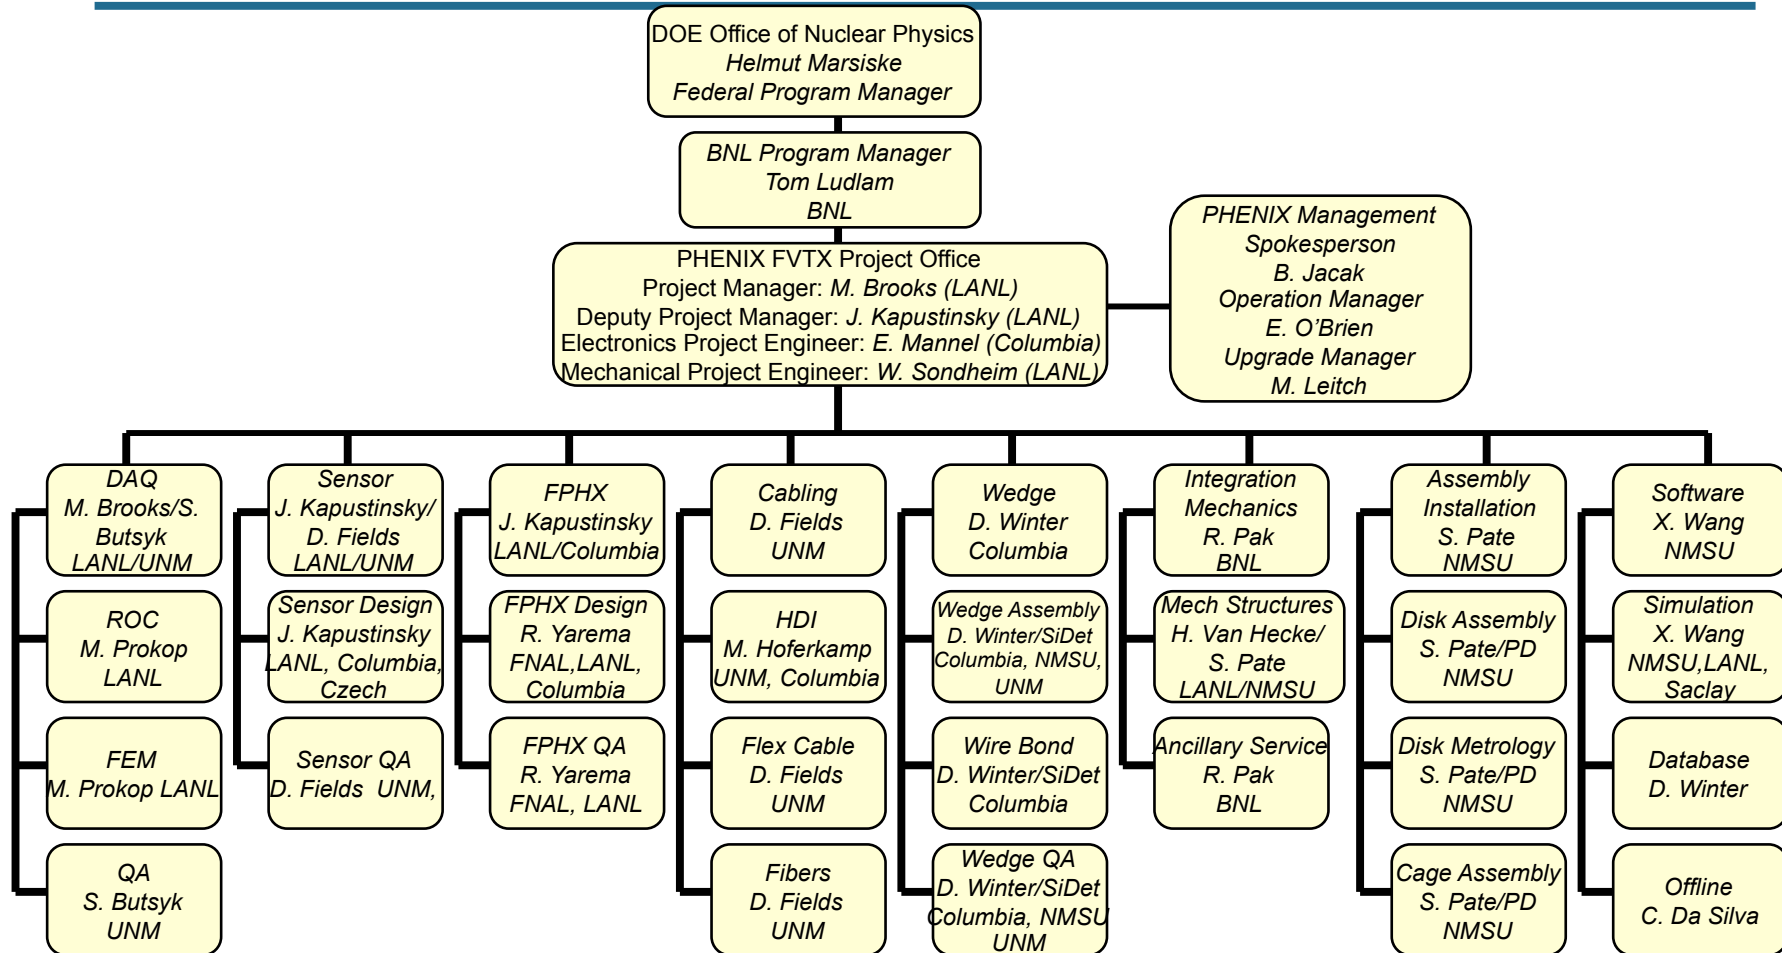 DOE Office of Nuclear Physics
Helmut Marsiske
Federal Program Manager
BNL Program Manager
Tom Ludlam
BNL
PHENIX FVTX Project Office
Project Manager: M. Brooks (LANL)
Deputy Project Manager: J. Kapustinsky (LANL)
Electronics Project Engineer: E. Mannel (Columbia)
Mechanical Project Engineer: W. Sondheim (LANL)
PHENIX Management
Spokesperson
B. Jacak
Operation Manager
E. O’Brien
Upgrade Manager
M. Leitch
DAQ
M. Brooks/S.
Butsyk
LANL/UNM
ROC
M. Prokop
LANL
FEM
M. Prokop LANL
QA
S. Butsyk
UNM
Sensor
J. Kapustinsky/
D. Fields
LANL/UNM
Sensor Design
J. Kapustinsky
LANL, Columbia,
Czech
Sensor QA
D. Fields UNM,
FPHX
J. Kapustinsky
LANL/Columbia
FPHX Design
R. Yarema
FNAL,LANL,
Columbia
FPHX QA
R. Yarema
FNAL, LANL
Cabling
D. Fields
UNM
HDI
M. Hoferkamp
UNM, Columbia
Flex Cable
D. Fields
UNM
Fibers
D. Fields
UNM
Wedge
D. Winter
Columbia
Wedge Assembly
D. Winter/SiDet
Columbia, NMSU,
UNM
Wire Bond
D. Winter/SiDet
Columbia
Wedge QA
D. Winter/SiDet
Columbia, NMSU
UNM
Integration
Mechanics
R. Pak
BNL
Mech Structures
H. Van Hecke/
S. Pate
LANL/NMSU
Ancillary Service
R. Pak
BNL
Assembly
Installation
S. Pate
NMSU
Disk Assembly
S. Pate/PD
NMSU
Disk Metrology
S. Pate/PD
NMSU
Cage Assembly
S. Pate/PD
NMSU
Software
X. Wang
NMSU
Simulation
X. Wang
NMSU,LANL,
Saclay
Database
D. Winter
Offline
C. Da Silva